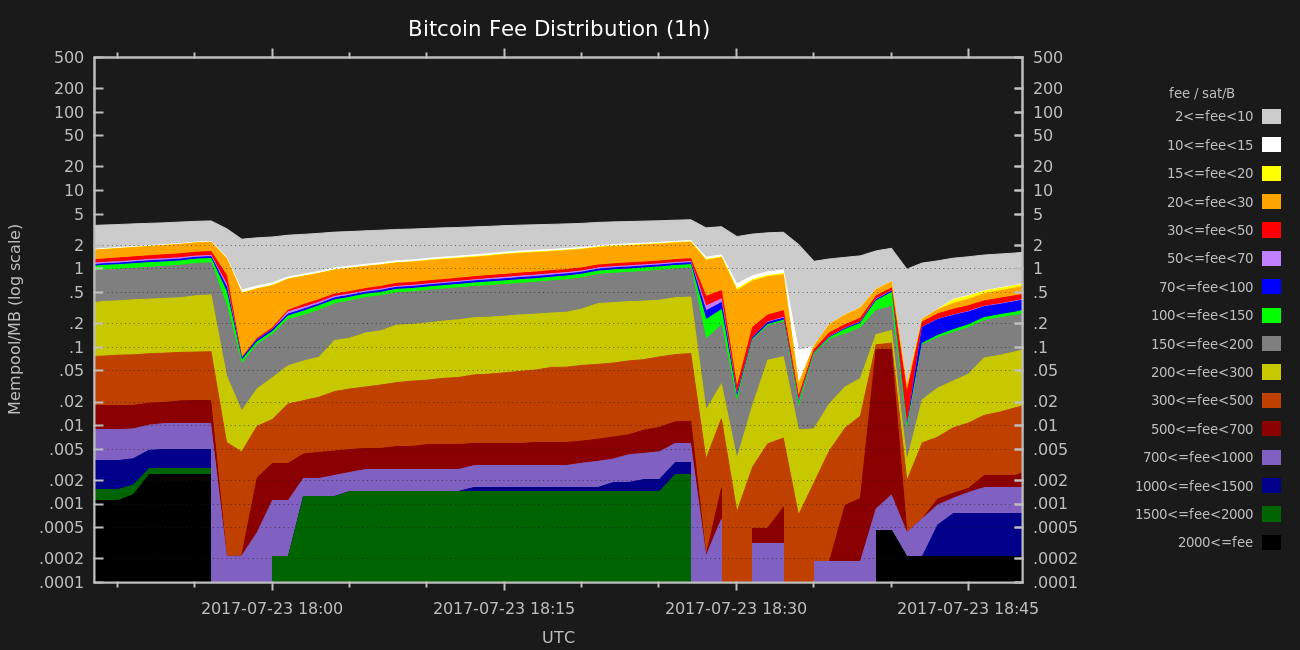 Bitcoin Fee Distribution (1h)
Mempool/MB (log scale)
500
200
100
50
20
10
5
2
1
.5
.2
.1
.05
.02
.01
.005
.002
.001
.0005
.0002
.0001
500
200
100
50
20
10
5
2
1
.5
.2
.1
.05
.02
.01
.005
.002
.001
.0005
.0002
.0001
fee / sat/B
2<=fee<10
10<=fee<15
15<=fee<20
20<=fee<30
30<=fee<50
50<=fee<70
70<=fee<100
100<=fee<150
150<=fee<200
200<=fee<300
300<=fee<500
500<=fee<700
700<=fee<1000
1000<=fee<1500
1500<=fee<2000
2000<=fee
2017-07-23 18:00
2017-07-23 18:15
2017-07-23 18:30
2017-07-23 18:45
UTC